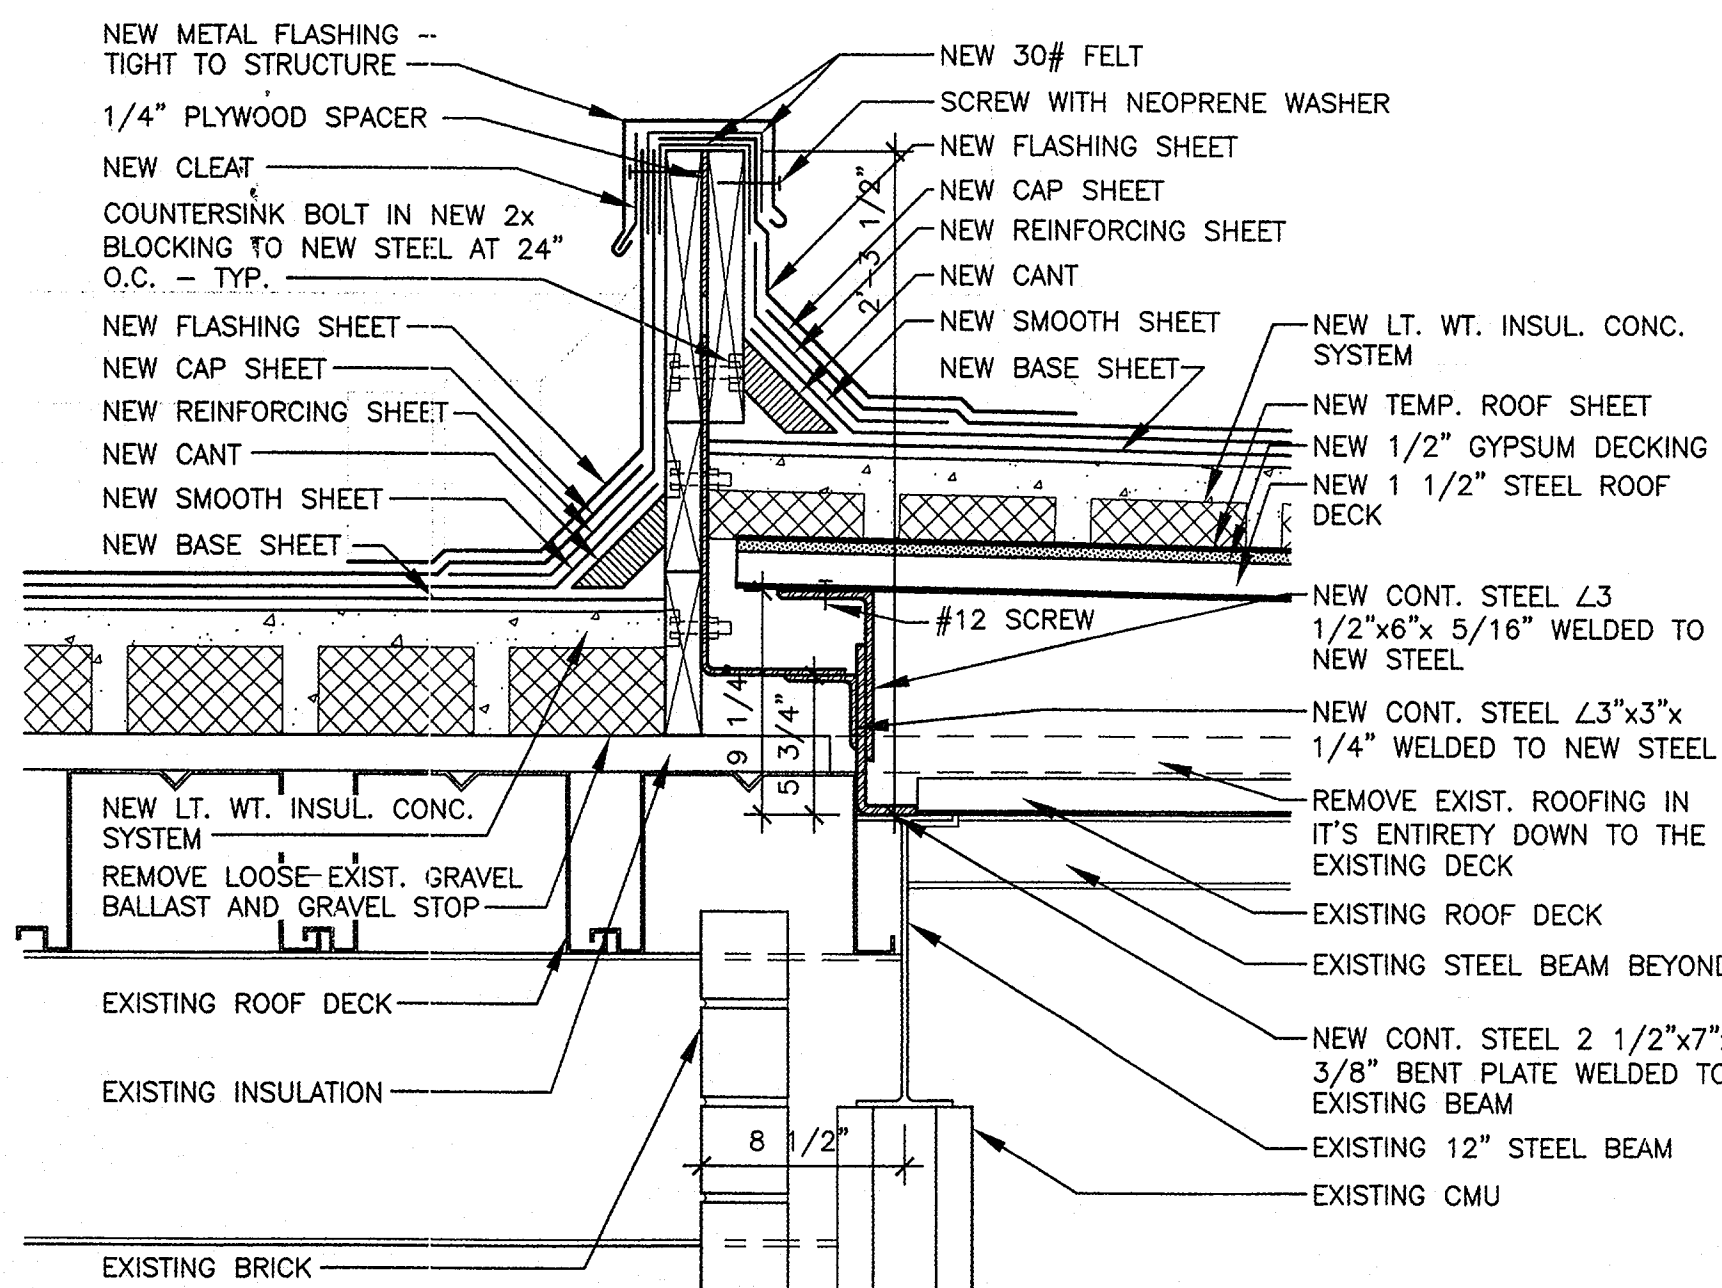 NEW METAL FLASHING --
TIGHT TO STRUCTURE
1/4” PLYWOOD SPACER
NEW CLEAT
COUNTERSINK BOLT IN NEW 2x
BLOCKING TO NEW STEEL AT 24”
O.C. – TYP.
NEW FLASHING SHEET
NEW CAP SHEET
NEW REINFORCING SHEET
NEW CANT
NEW SMOOTH SHEET
NEW BASE SHEET
NEW LT. WT. INSUL. CONC.
SYSTEM
REMOVE LOOSE EXIST. GRAVEL
BALLAST AND GRAVEL STOP
EXISTING ROOF DECK
EXISTING INSULATION
EXISTING BRICK
NEW 30# FELT
SCREW WITH NEOPRENE WASHER
NEW FLASHING SHEET
NEW CAP SHEET
NEW REINFORCING SHEET
NEW CANT
NEW SMOOTH SHEET
NEW BASE SHEET
2'-3 1/2”
#12 SCREW
9 1/4”
5 3/4”
8 1/2”
NEW LT. WT. INSUL. CONC.
SYSTEM
NEW TEMP. ROOF SHEET
NEW 1/2” GYPSUM DECKING
NEW 1 1/2” STEEL ROOF
DECK
NEW CONT. STEEL ∠3
1/2”x6”x 5/16” WELDED TO
NEW STEEL
NEW CONT. STEEL ∠3”x3”x
1/4” WELDED TO NEW STEEL
REMOVE EXIST. ROOFING IN
IT'S ENTIRETY DOWN TO THE
EXISTING DECK
EXISTING ROOF DECK
EXISTING STEEL BEAM BEYOND
NEW CONT. STEEL 2 1/2”x7”x
3/8” BENT PLATE WELDED TO
EXISTING BEAM
EXISTING 12” STEEL BEAM
EXISTING CMU